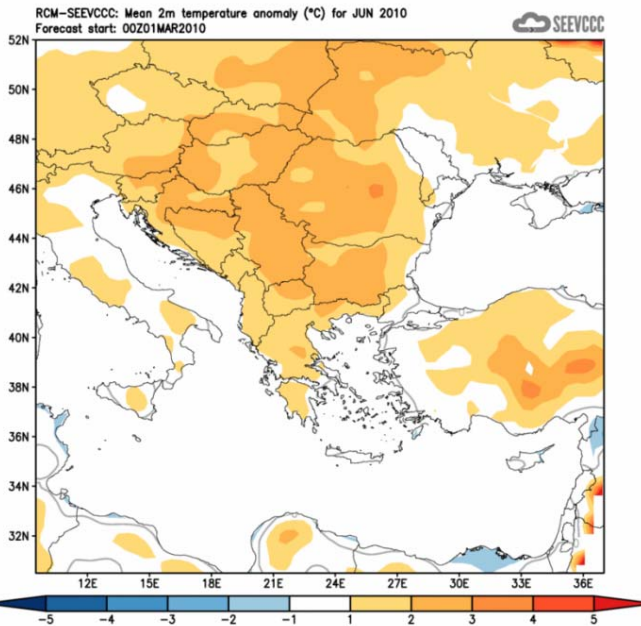 RCM-SEEVCCC: Mean 2m temperature anomaly (°C) for JUN 2010
Forecast start: 00Z01MAR2010
SEEVCCC
52N
50N
48N
46N
44N
42N
40N
38N
36N
34N
32N
12E 15E 18E 21E 24E 27E 30E 33E 36E
-5 -4 -3 -2 -1 1 2 3 4 5